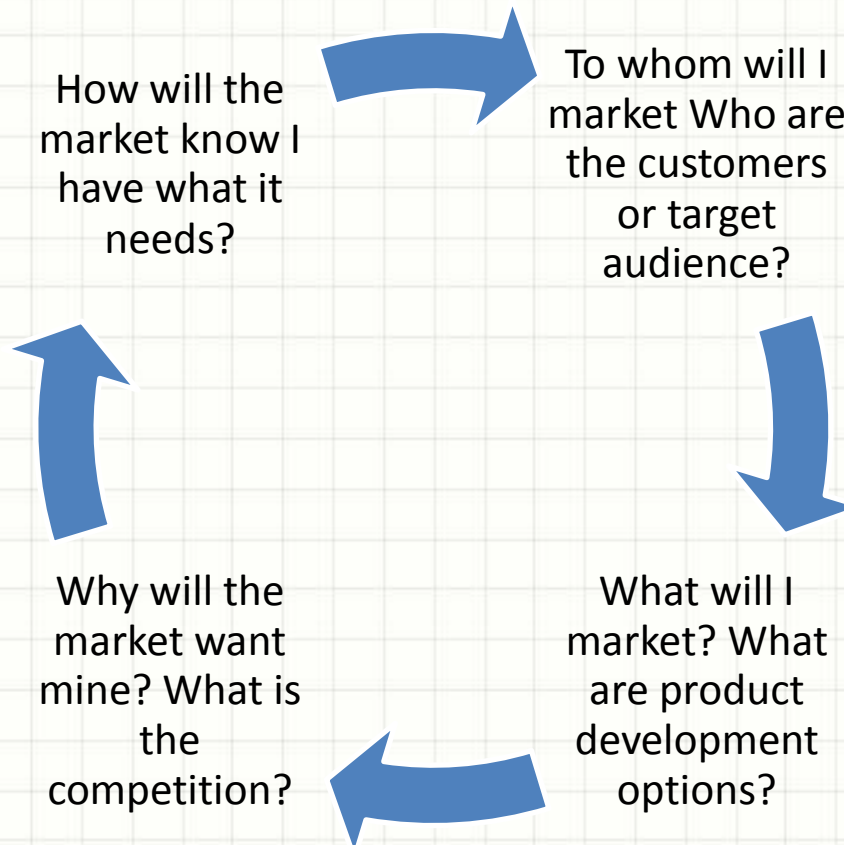 How will the
market know I
have what it
needs?
To whom will I
market Who are
the customers
or target
audience?
What will I
market? What
are product
development
options?
Why will the
market want
mine? What is
the
competition?